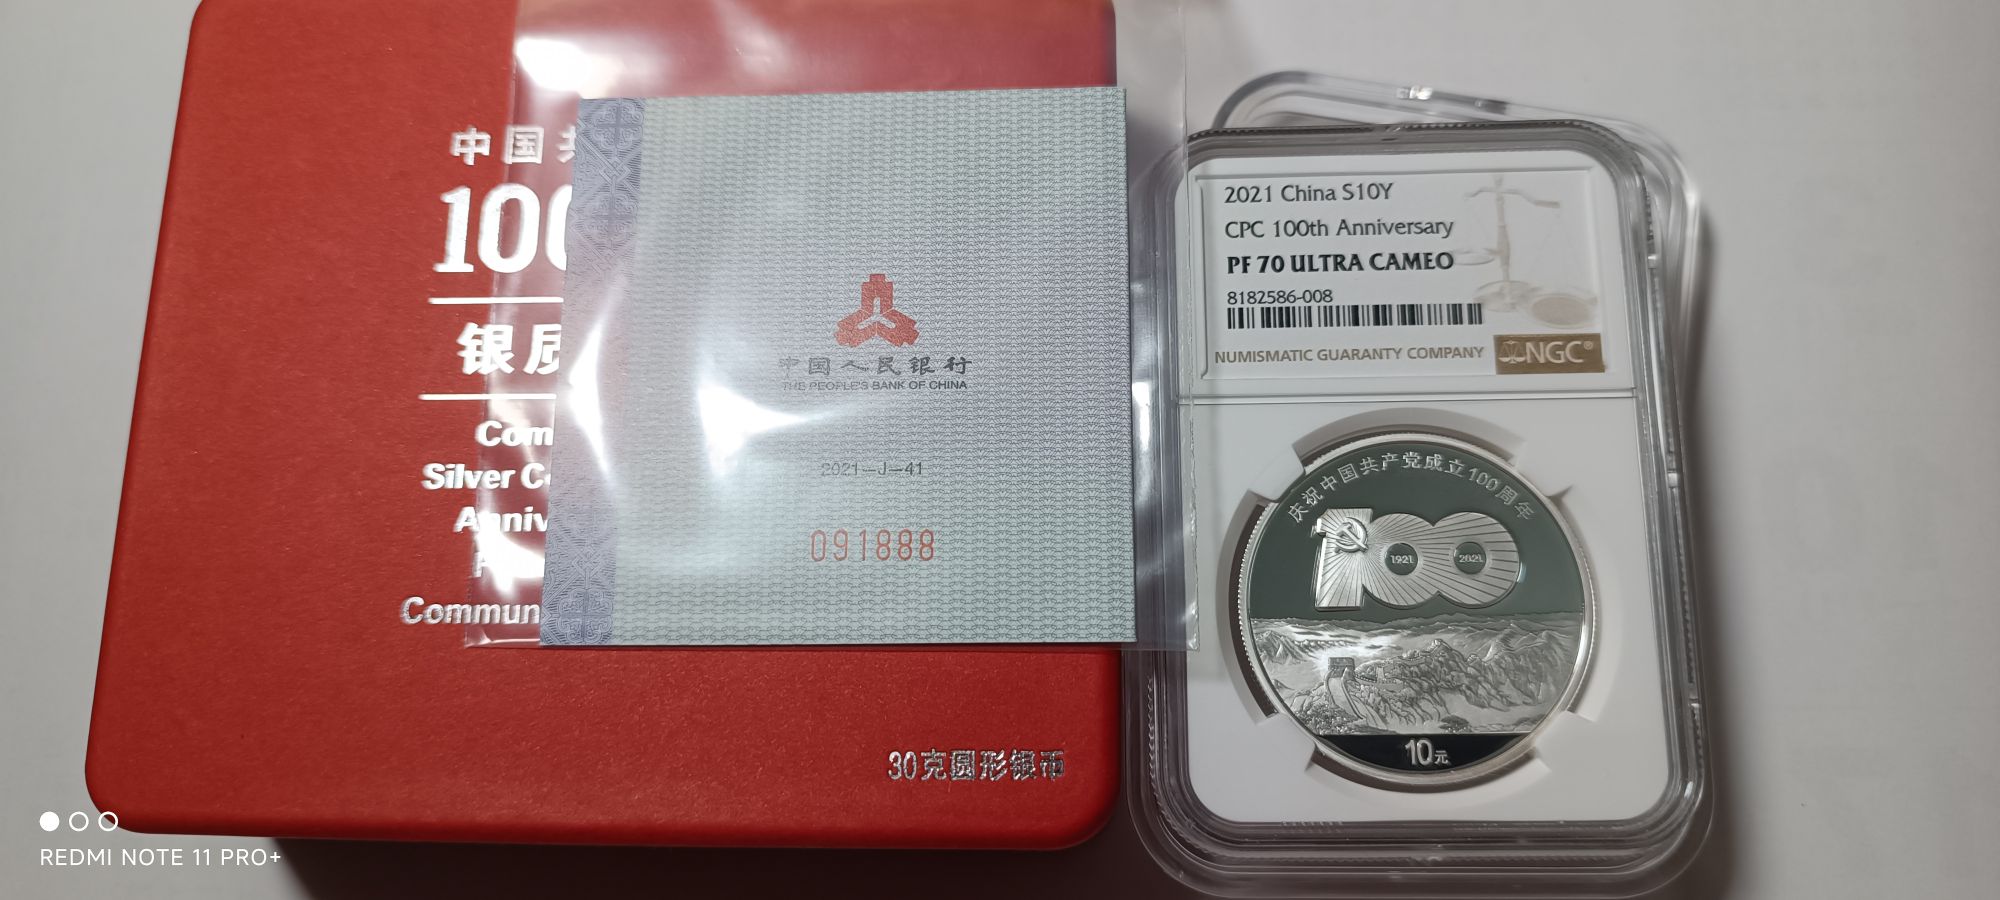 中国
100
银质
Com
Silver C
Anniv
Commun
30克圆形银币
中国人民银行
THE PEOPLE'S BANK OF CHINA
2021-J-41
091888
2021 China S10Y
CPC 100th Anniversary
PF 70 ULTRA CAMEO
8182586-008
NUMISMATIC GUARANTY COMPANY
NGC®
庆祝中国共产党成立100周年
100
1921
2021
10元
REDMI NOTE 11 PRO+